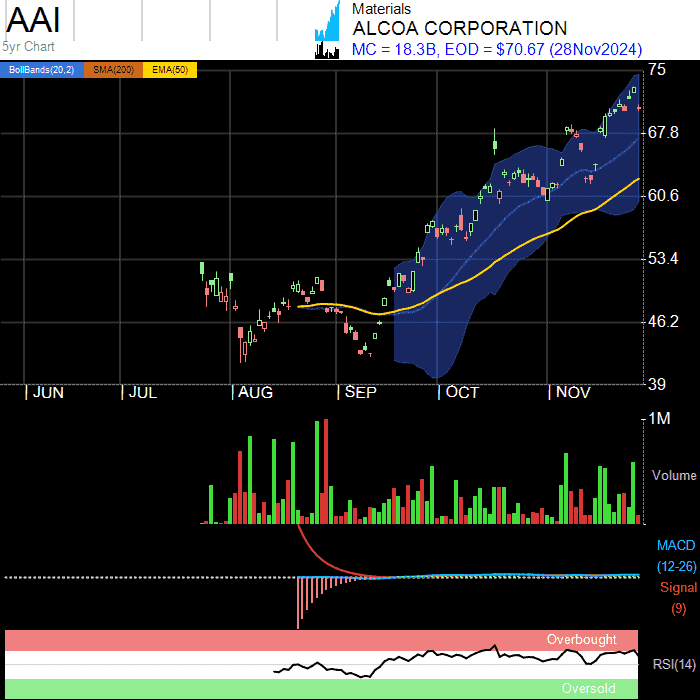 AAI
Materials
ALCOA CORPORATION
5yr Chart
MC = 18.3B, EOD = $70.67 (28Nov2024)
BollBands(20,2) SMA(200) EMA(50)
75
67.8
60.6
53.4
46.2
39
JUN JUL AUG SEP OCT NOV
1M
Volume
MACD
(12-26)
Signal
(9)
Overbought
RSI(14)
Oversold